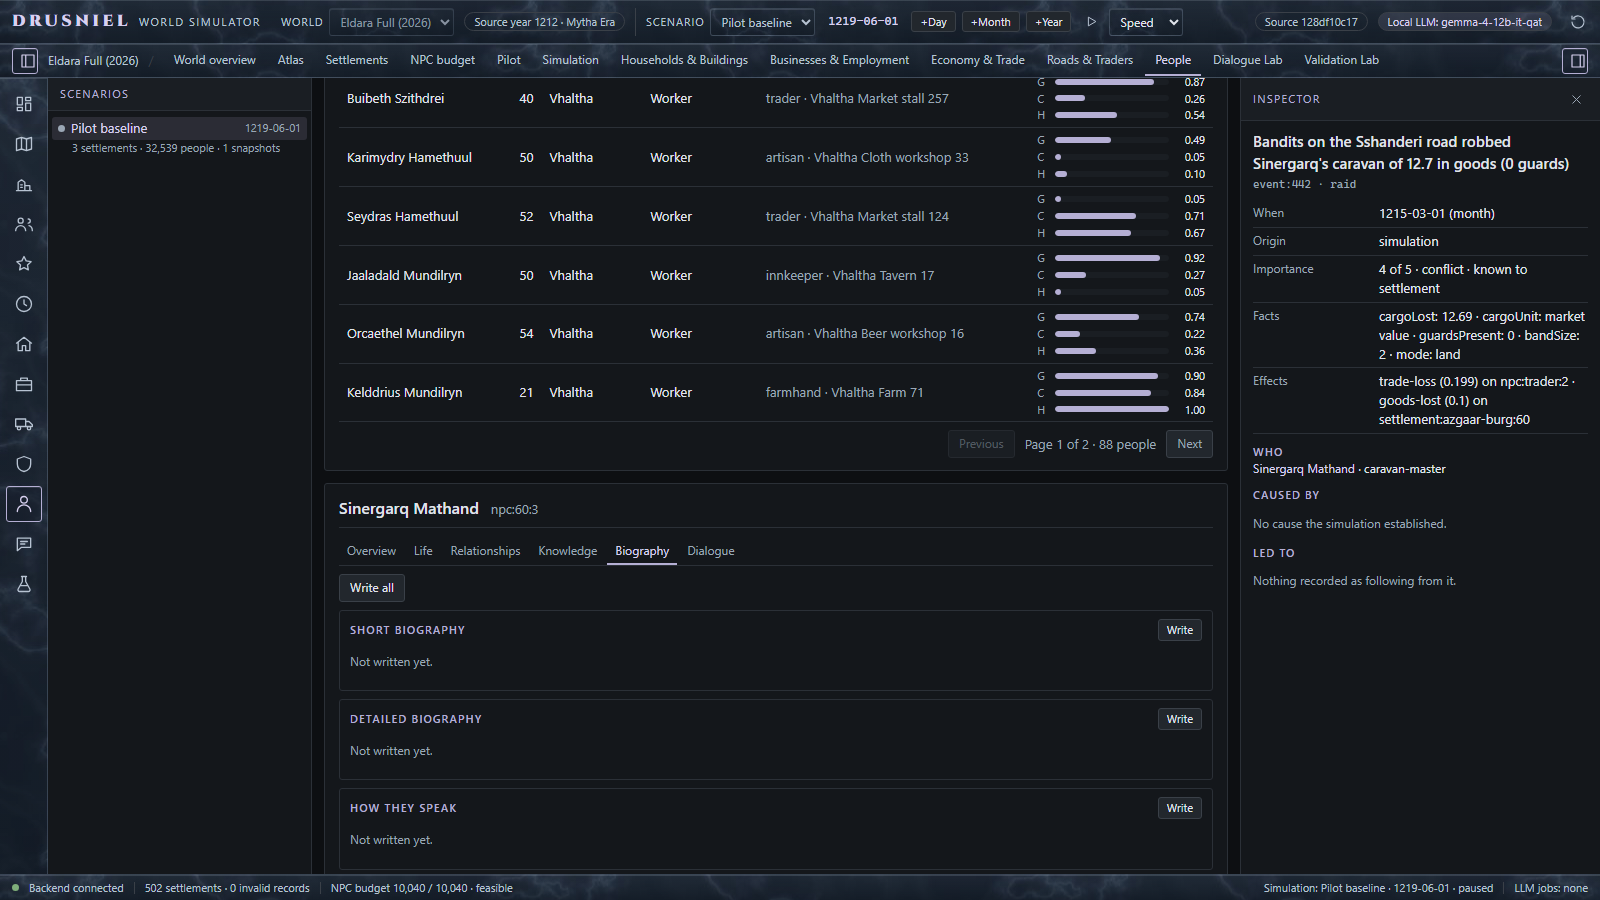 DRUSNIEL WORLD SIMULATOR WORLD Eldara Full (2026) Source year 1212 · Mytha Era SCENARIO Pilot baseline 1219-06-01 +Day +Month +Year Speed Source 128df10c17 Local LLM: gemma-4-12b-it-qat
Eldara Full (2026) / World overview Atlas Settlements NPC budget Pilot Simulation Households & Buildings Businesses & Employment Economy & Trade Roads & Traders People Dialogue Lab Validation Lab
SCENARIOS
Pilot baseline 1219-06-01
3 settlements · 32,539 people · 1 snapshots
G 0.87
Buibeth Szithdrei 40 Vhaltha Worker trader · Vhaltha Market stall 257 C 0.26
H 0.54
G 0.49
Karimydry Hamethuul 50 Vhaltha Worker artisan · Vhaltha Cloth workshop 33 C 0.05
H 0.10
G 0.05
Seydras Hamethuul 52 Vhaltha Worker trader · Vhaltha Market stall 124 C 0.71
H 0.67
G 0.92
Jaaladald Mundilryn 50 Vhaltha Worker innkeeper · Vhaltha Tavern 17 C 0.27
H 0.05
G 0.74
Orcaethel Mundilryn 54 Vhaltha Worker artisan · Vhaltha Beer workshop 16 C 0.22
H 0.36
G 0.90
Kelddrius Mundilryn 21 Vhaltha Worker farmhand · Vhaltha Farm 71 C 0.84
H 1.00
Previous Page 1 of 2 · 88 people Next
Sinergarq Mathand npc:60:3
Overview Life Relationships Knowledge Biography Dialogue
Write all
SHORT BIOGRAPHY Write
Not written yet.
DETAILED BIOGRAPHY Write
Not written yet.
HOW THEY SPEAK Write
Not written yet.
INSPECTOR
Bandits on the Sshanderi road robbed
Sinergarq's caravan of 12.7 in goods (0 guards)
event:442 · raid
When 1215-03-01 (month)
Origin simulation
Importance 4 of 5 · conflict · known to
settlement
Facts cargoLost: 12.69 · cargoUnit: market
value · guardsPresent: 0 · bandSize:
2 · mode: land
Effects trade-loss (0.199) on npc:trader:2 ·
goods-lost (0.1) on
settlement:azgaar-burg:60
WHO
Sinergarq Mathand · caravan-master
CAUSED BY
No cause the simulation established.
LED TO
Nothing recorded as following from it.
Backend connected 502 settlements · 0 invalid records NPC budget 10,040 / 10,040 · feasible Simulation: Pilot baseline · 1219-06-01 · paused LLM jobs: none